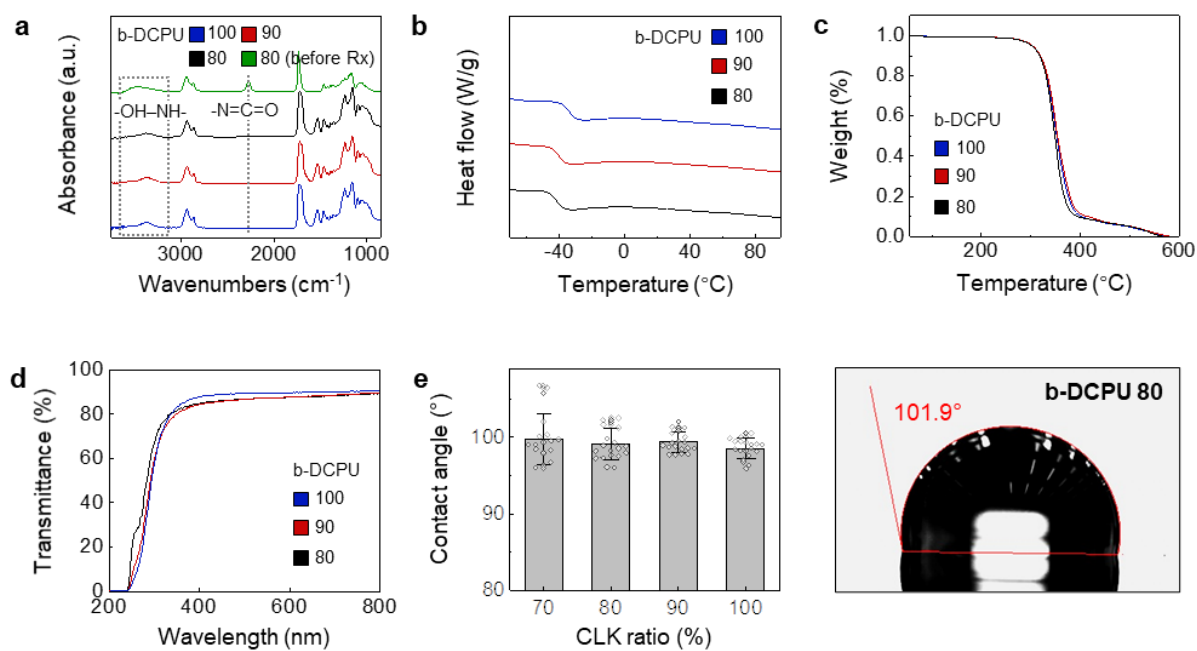 a
b-DCPU 100 90
80 80 (before Rx)
-OH–NH- -N=C=O
Absorbance (a.u.)
3000 2000 1000
Wavenumbers (cm-1)
b
b-DCPU 100
90
80
Heat flow (W/g)
-40 0 40 80
Temperature (°C)
c
1.0
0.8
0.6
0.4
0.2
0.0
Weight (%)
b-DCPU
100
90
80
200 400 600
Temperature (°C)
d
100
80
60
40
20
0
Transmittance (%)
b-DCPU
100
90
80
200 400 600 800
Wavelength (nm)
e
100
90
80
Contact angle (°)
70 80 90 100
CLK ratio (%)
b-DCPU 80
101.9°